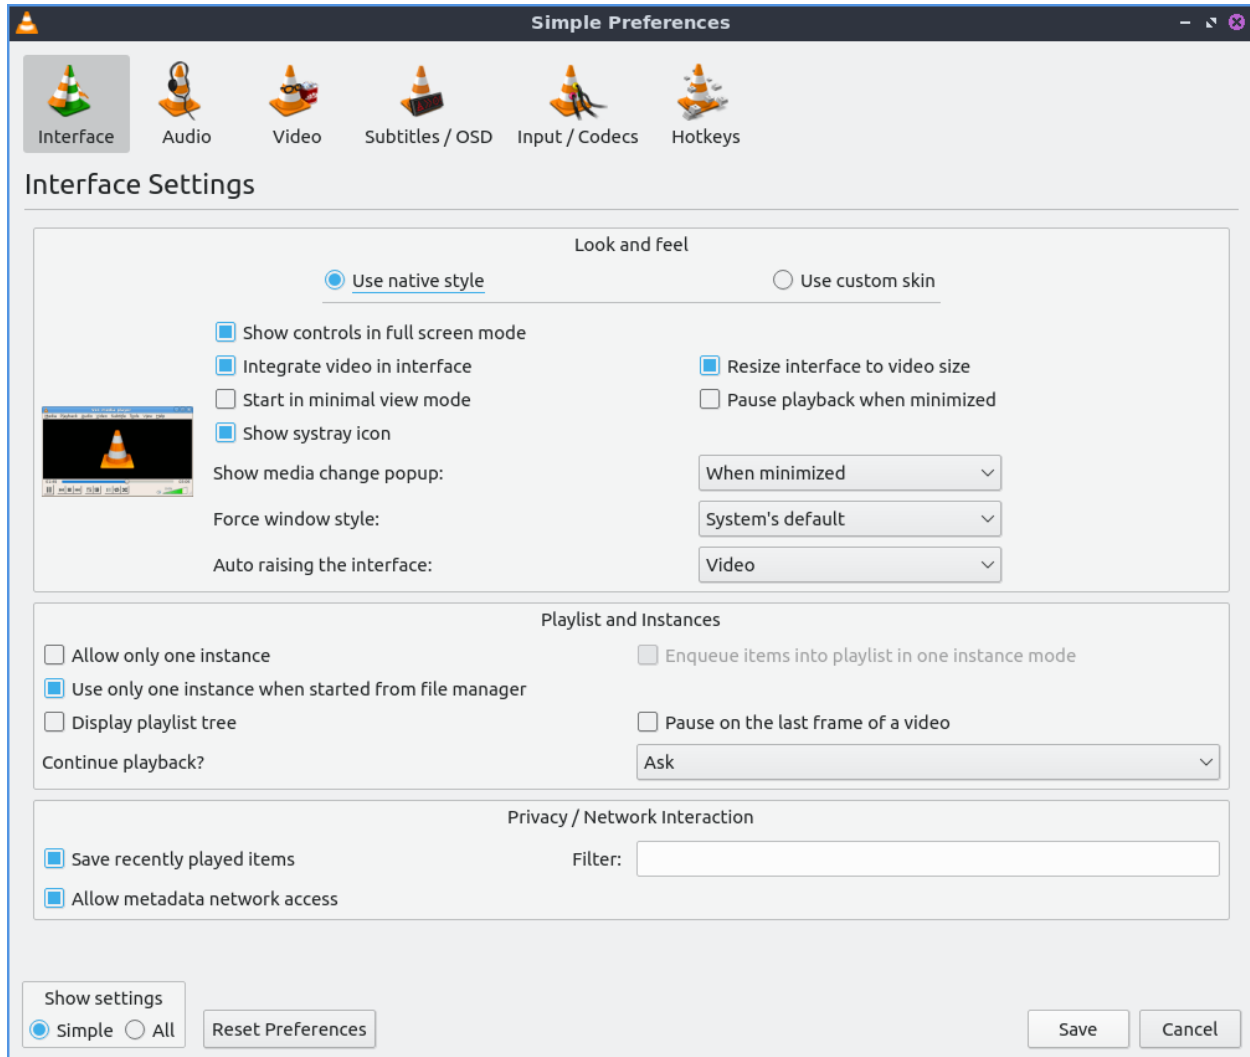 Simple Preferences
Interface Audio Video Subtitles / OSD Input / Codecs Hotkeys
Interface Settings
Look and feel
Use native style Use custom skin
Show controls in full screen mode
Integrate video in interface Resize interface to video size
Start in minimal view mode Pause playback when minimized
Show systray icon
Show media change popup: When minimized
Force window style: System's default
Auto raising the interface: Video
Playlist and Instances
Allow only one instance Enqueue items into playlist in one instance mode
Use only one instance when started from file manager
Display playlist tree Pause on the last frame of a video
Continue playback? Ask
Privacy / Network Interaction
Save recently played items Filter:
Allow metadata network access
Show settings
Simple All Reset Preferences Save Cancel